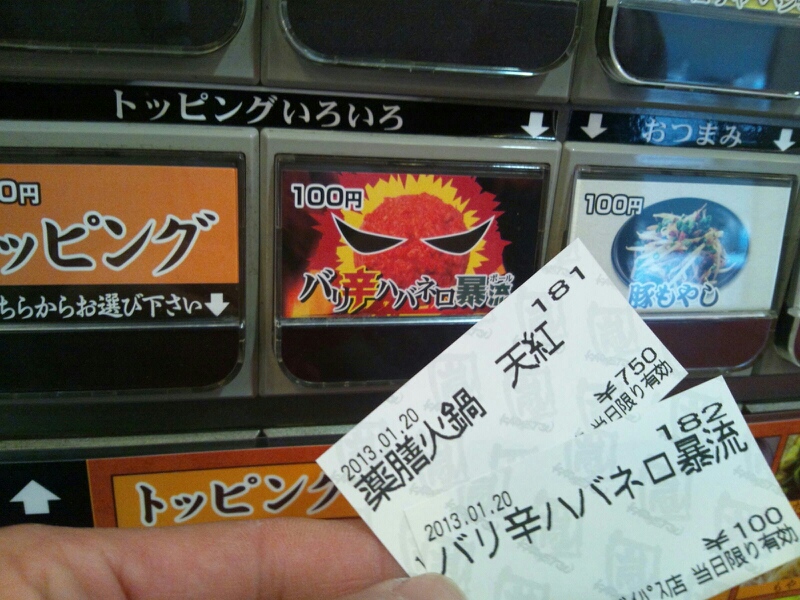 トッピングいろいろ
おつまみ
0円
ッピング
ちらからお選び下さい
100円
バリ辛ハバネロ暴流
ボール
100円
豚もやし
181
2013.01.20
薬膳火鍋 天紅
¥750
当日限り有効
182
2013.01.20
バリ辛ハバネロ暴流
¥100
イパス店 当日限り有効
トッピング